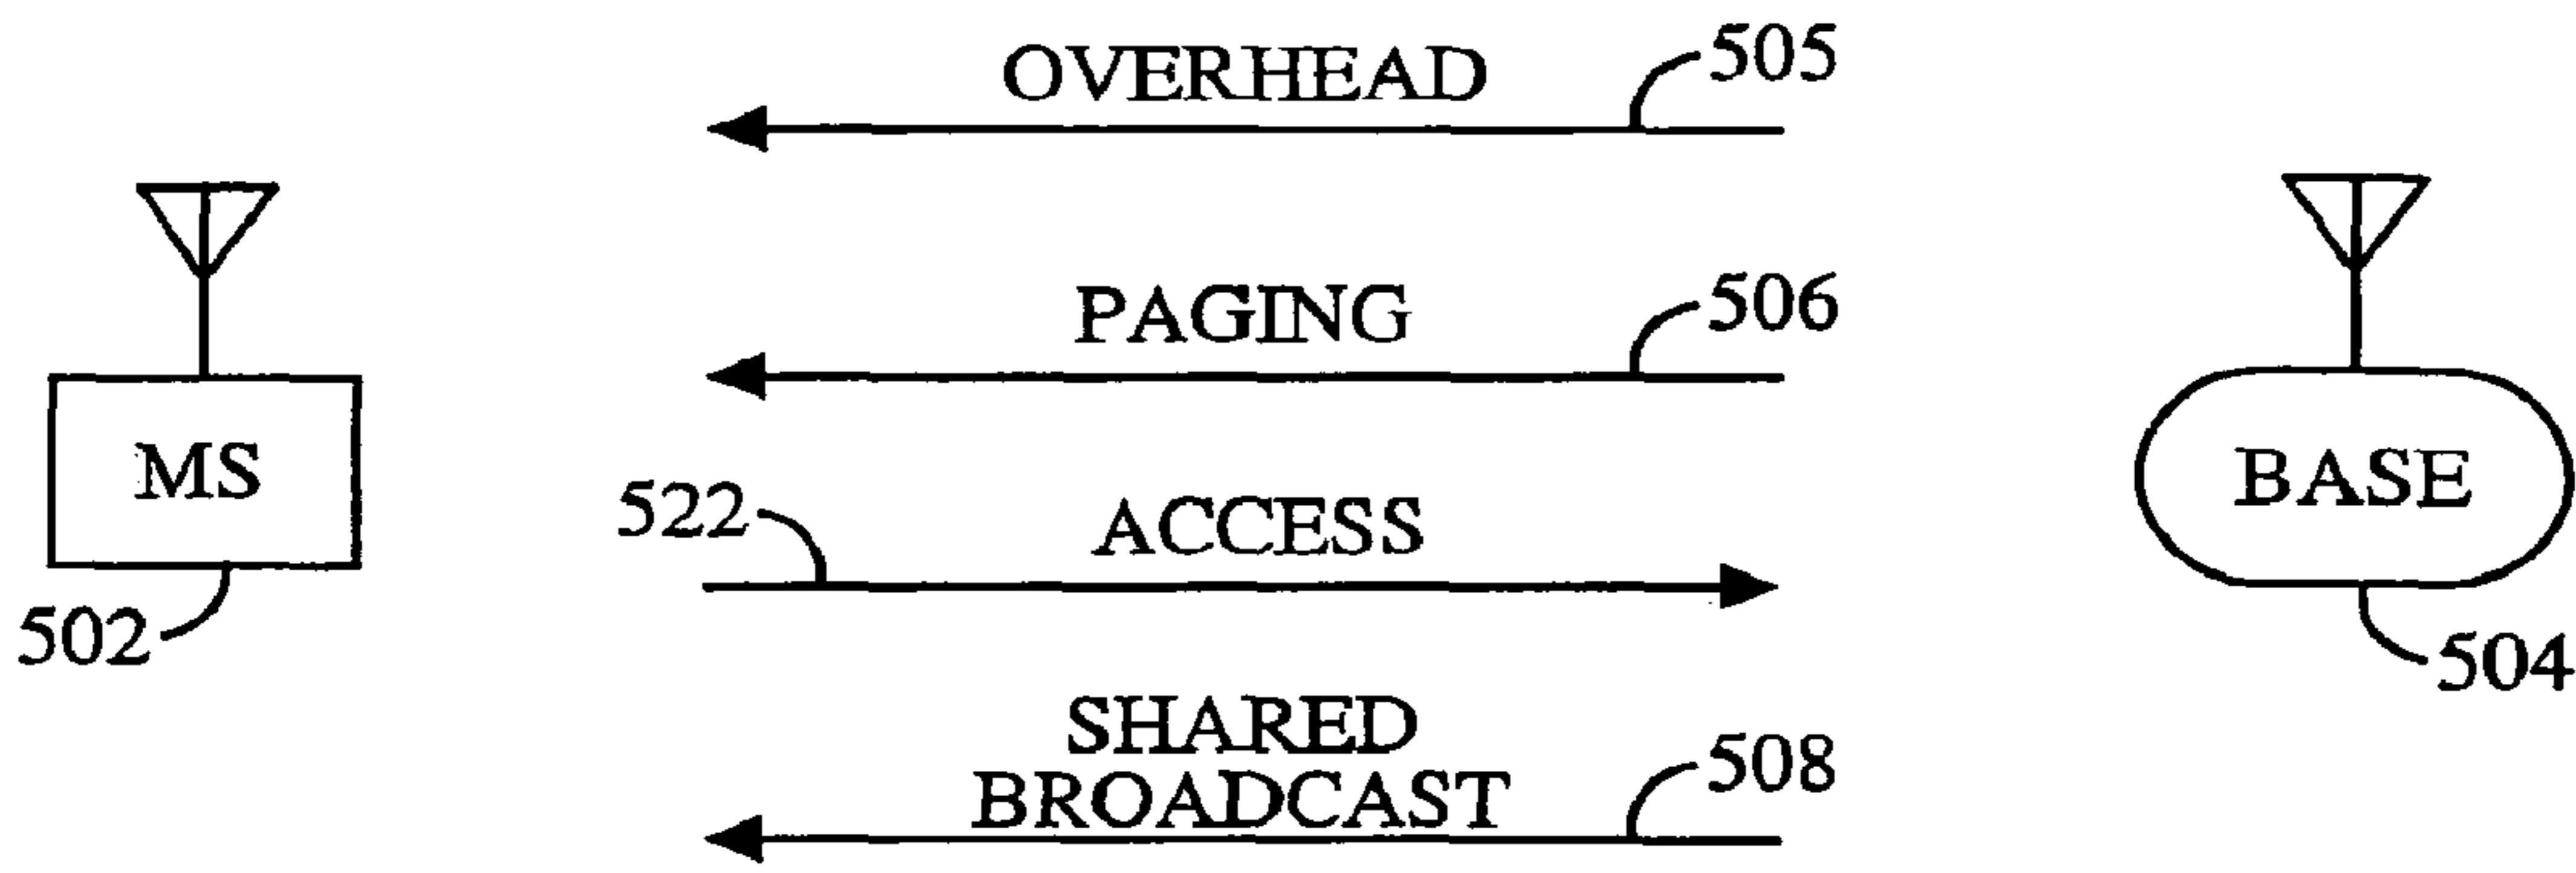 OVERHEAD
505
PAGING
506
MS
502
522
ACCESS
BASE
504
SHARED
BROADCAST
508